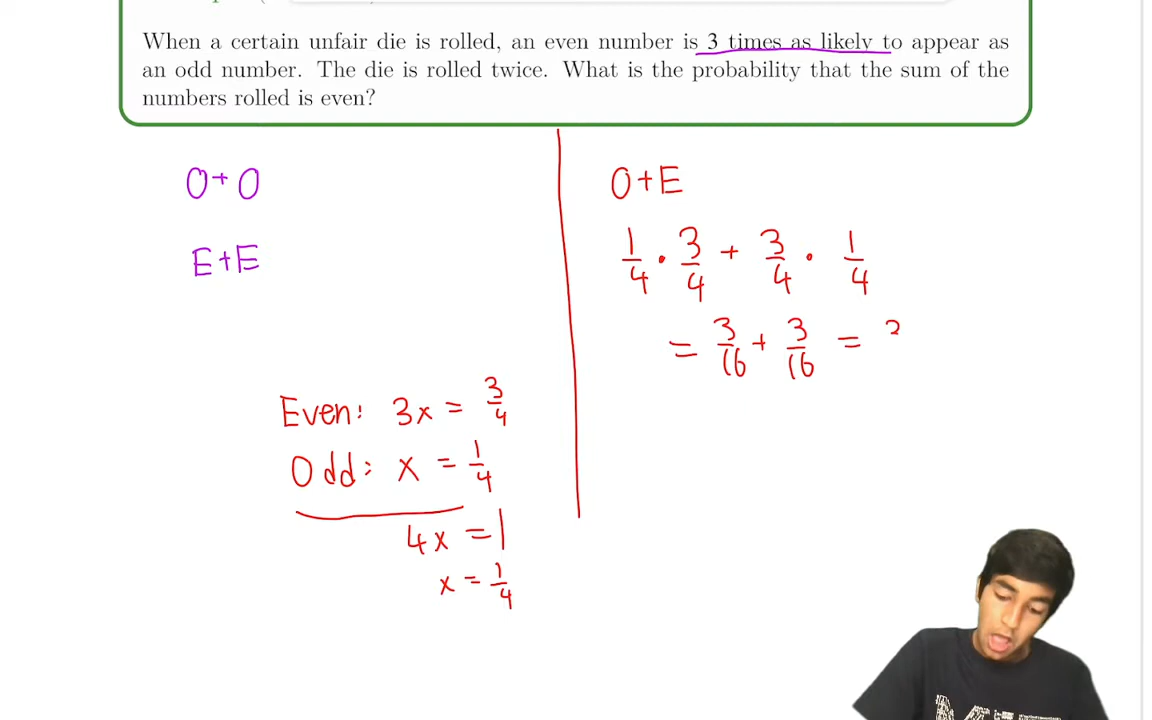 When a certain unfair die is rolled, an even number is 3 times as likely to appear as
an odd number. The die is rolled twice. What is the probability that the sum of the
numbers rolled is even?
O+O
E+E
Even: 3x = 3/4
Odd: x = 1/4
4x = 1
x = 1/4
O+E
1/4 · 3/4 + 3/4 · 1/4
= 3/16 + 3/16 =